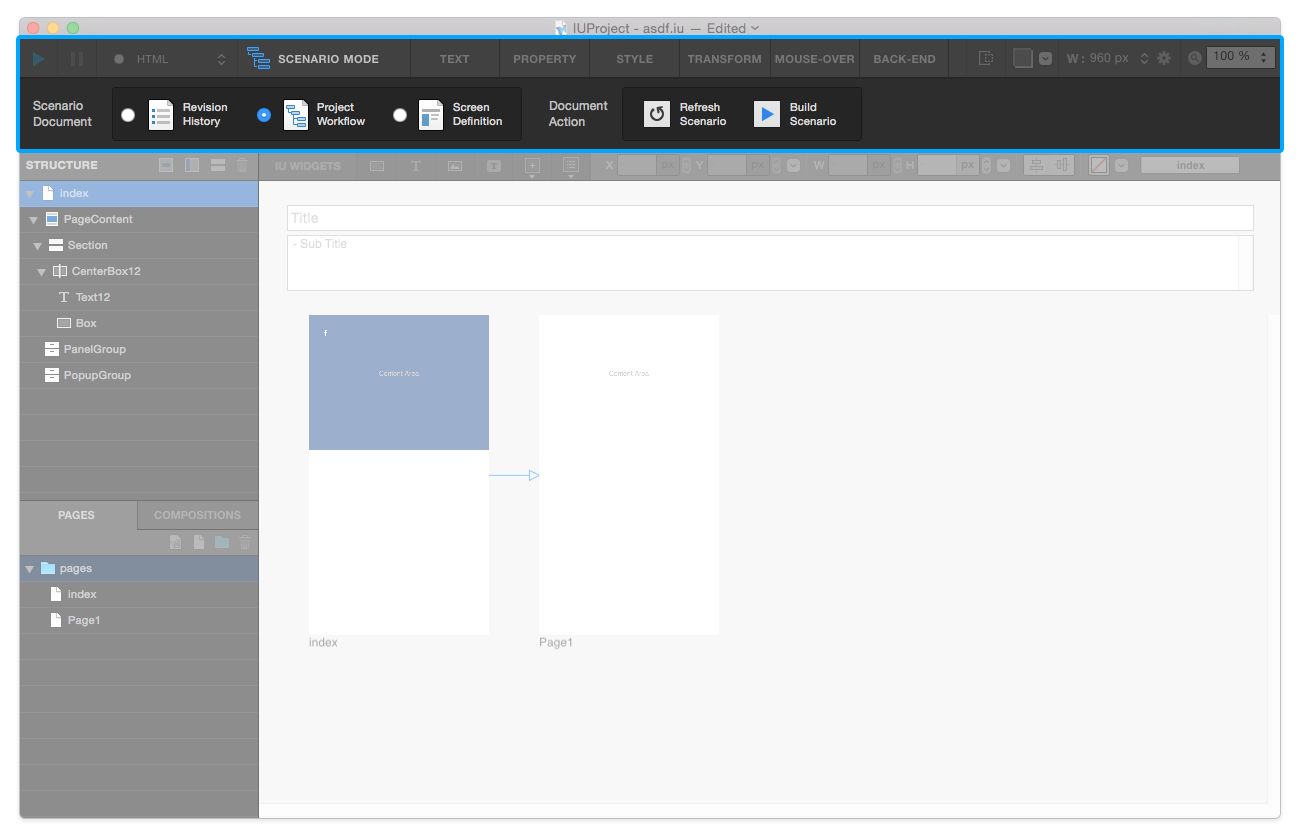 IUProject - asdf.iu — Edited
HTML
SCENARIO MODE
TEXT
PROPERTY
STYLE
TRANSFORM
MOUSE-OVER
BACK-END
W: 960 px
100 %
Scenario
Document
Revision
History
Project
Workflow
Screen
Definition
Document
Action
Refresh
Scenario
Build
Scenario
STRUCTURE
IU WIDGETS
X
px
Y
px
W
px
H
px
index
index
PageContent
Section
CenterBox12
Text12
Box
PanelGroup
PopupGroup
Title
- Sub Title
f
Content Area
Content Area
index
Page1
PAGES
COMPOSITIONS
pages
index
Page1